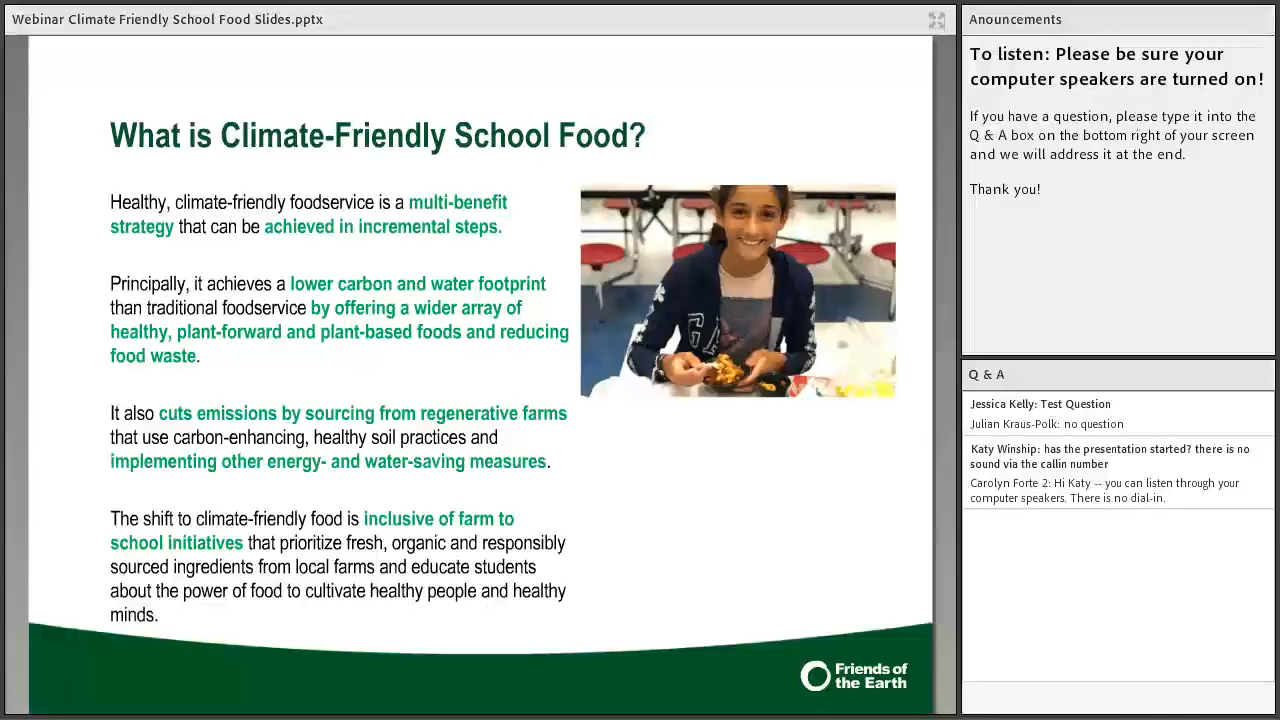 Webinar Climate Friendly School Food Slides.pptx
What is Climate-Friendly School Food?
Healthy, climate-friendly foodservice is a multi-benefit
strategy that can be achieved in incremental steps.
Principally, it achieves a lower carbon and water footprint
than traditional foodservice by offering a wider array of
healthy, plant-forward and plant-based foods and reducing
food waste.
It also cuts emissions by sourcing from regenerative farms
that use carbon-enhancing, healthy soil practices and
implementing other energy- and water-saving measures.
The shift to climate-friendly food is inclusive of farm to
school initiatives that prioritize fresh, organic and responsibly
sourced ingredients from local farms and educate students
about the power of food to cultivate healthy people and healthy
minds.
Friends of
the Earth
Anouncements
To listen: Please be sure your
computer speakers are turned on!
If you have a question, please type it into the
Q & A box on the bottom right of your screen
and we will address it at the end.
Thank you!
Q & A
Jessica Kelly: Test Question
Julian Kraus-Polk: no question
Katy Winship: has the presentation started? there is no
sound via the callin number
Carolyn Forte 2: Hi Katy -- you can listen through your
computer speakers. There is no dial-in.